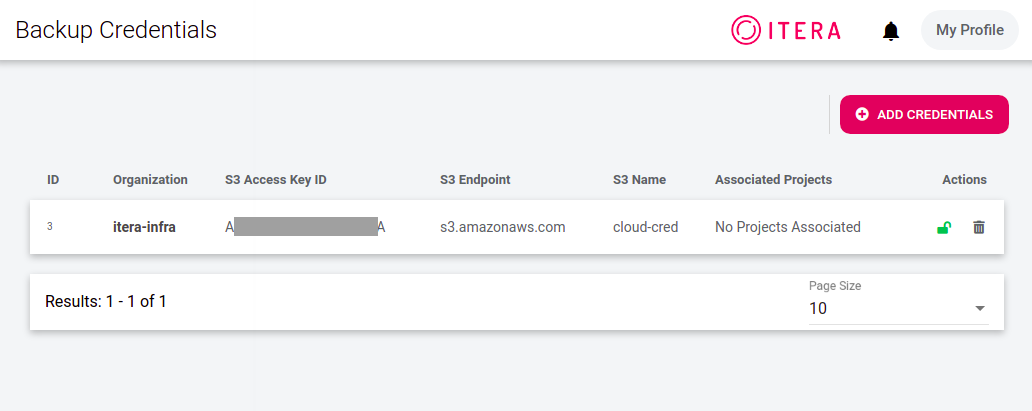 Backup Credentials
ITERA
My Profile
ADD CREDENTIALS
ID Organization S3 Access Key ID S3 Endpoint S3 Name Associated Projects Actions
3 itera-infra A A s3.amazonaws.com cloud-cred No Projects Associated
Results: 1 - 1 of 1
Page Size
10